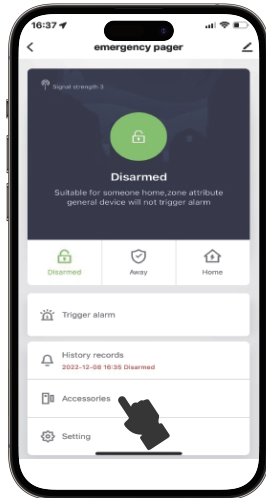 16:37
emergency pager
Signal strength 3
Disarmed
Suitable for someone home,zone attribute
general device will not trigger alarm
Disarmed
Away
Home
Trigger alarm
History records
2022-12-08 16:35 Disarmed
Accessories
Setting